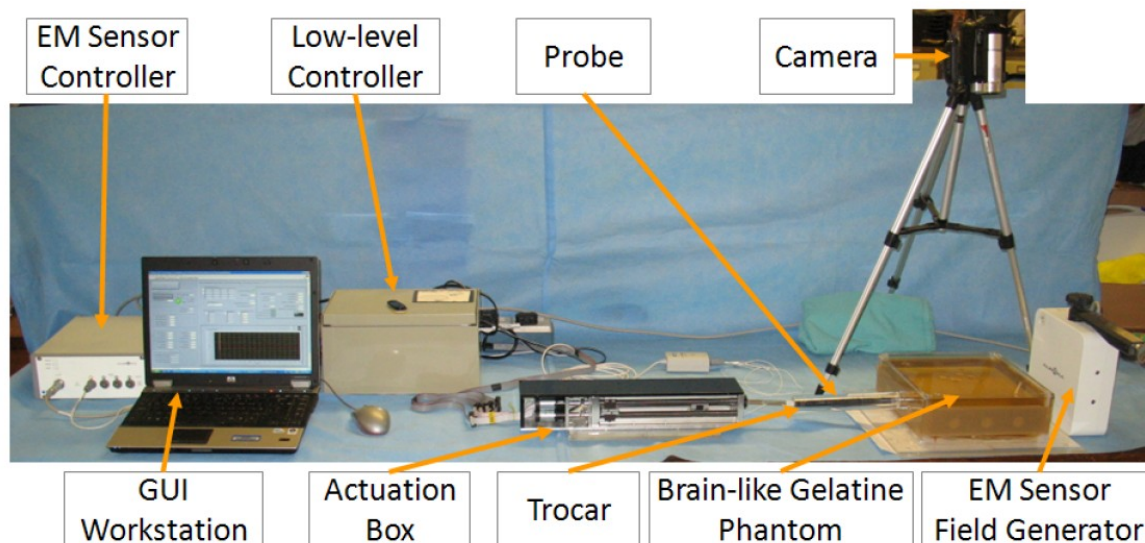 EM Sensor
Controller
Low-level
Controller
Probe
Camera
GUI
Workstation
Actuation
Box
Trocar
Brain-like Gelatine
Phantom
EM Sensor
Field Generator